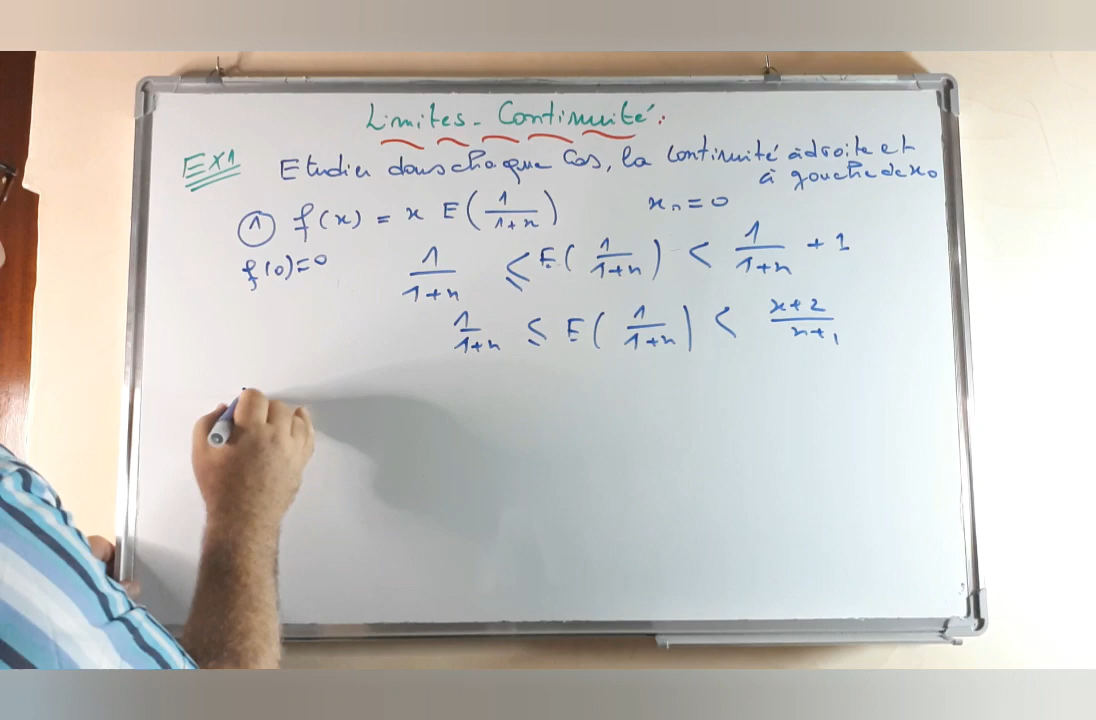 Limites - Continuité :
EX1 Etudier dans chaque Cas, la Continuité à droite et
à gauche de x₀
① f(x) = x E(1/(1+x)) x₀ = 0
f(0)=0 1/(1+x) ≤ E(1/(1+x)) < 1/(1+x) + 1
1/(1+x) ≤ E(1/(1+x)) < (x+2)/(x+1)